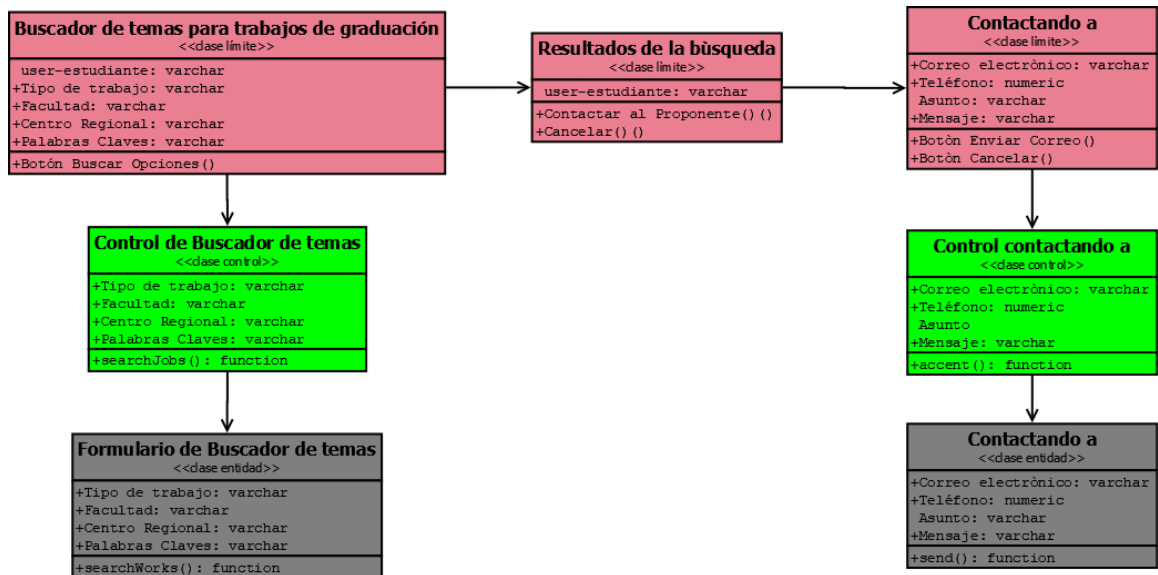 Buscador de temas para trabajos de graduación
<<clase límite>>
user-estudiante: varchar
+Tipo de trabajo: varchar
+Facultad: varchar
+Centro Regional: varchar
+Palabras Claves: varchar
+Botón Buscar Opciones()
Resultados de la bùsqueda
<<clase límite>>
user-estudiante: varchar
+Contactar al Proponente()()
+Cancelar()()
Contactando a
<<clase límite>>
+Correo electrònico: varchar
+Teléfono: numeric
Asunto: varchar
+Mensaje: varchar
+Botòn Enviar Correo()
+Botòn Cancelar()
Control de Buscador de temas
<<clase control>>
+Tipo de trabajo: varchar
+Facultad: varchar
+Centro Regional: varchar
+Palabras Claves: varchar
+searchJobs(): function
Control contactando a
<<clase control>>
+Correo electrònico: varchar
+Teléfono: numeric
Asunto
+Mensaje: varchar
+accent(): function
Formulario de Buscador de temas
<<clase entidad>>
+Tipo de trabajo: varchar
+Facultad: varchar
+Centro Regional: varchar
+Palabras Claves: varchar
+searchWorks(): function
Contactando a
<<clase entidad>>
+Correo electrònico: varchar
+Teléfono: numeric
Asunto: varchar
+Mensaje: varchar
+send(): function